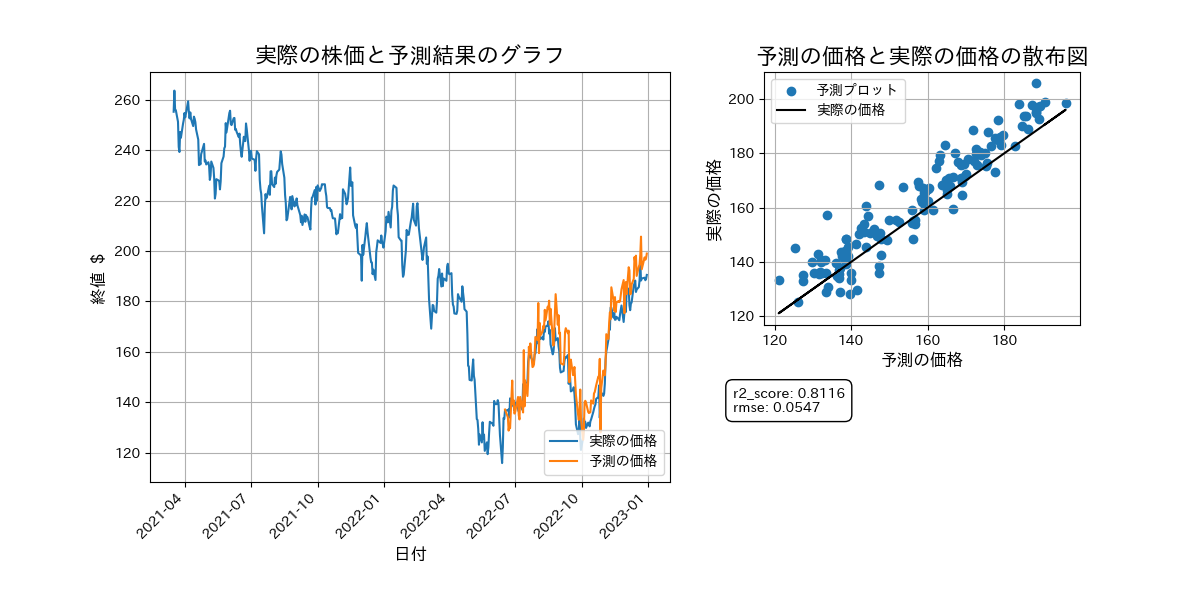 実際の株価と予測結果のグラフ
終値 $
260
240
220
200
180
160
140
120
2021-04
2021-07
2021-10
2022-01
2022-04
2022-07
2022-10
2023-01
日付
実際の価格
予測の価格
予測の価格と実際の価格の散布図
実際の価格
200
180
160
140
120
予測プロット
実際の価格
120
140
160
180
予測の価格
r2_score: 0.8116
rmse: 0.0547